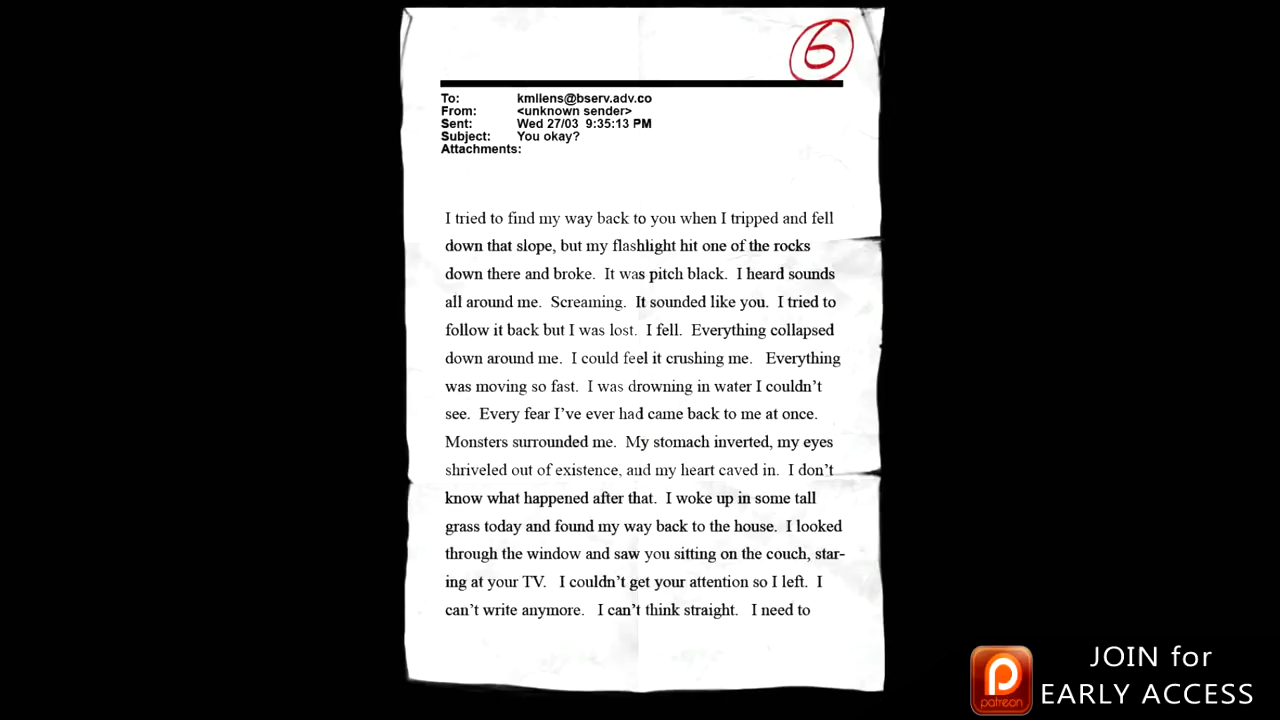 6
To: kmllens@bserv.adv.co
From: <unknown sender>
Sent: Wed 27/03 9:35:13 PM
Subject: You okay?
Attachments:
I tried to find my way back to you when I tripped and fell
down that slope, but my flashlight hit one of the rocks
down there and broke. It was pitch black. I heard sounds
all around me. Screaming. It sounded like you. I tried to
follow it back but I was lost. I fell. Everything collapsed
down around me. I could feel it crushing me. Everything
was moving so fast. I was drowning in water I couldn't
see. Every fear I've ever had came back to me at once.
Monsters surrounded me. My stomach inverted, my eyes
shriveled out of existence, and my heart caved in. I don't
know what happened after that. I woke up in some tall
grass today and found my way back to the house. I looked
through the window and saw you sitting on the couch, star-
ing at your TV. I couldn't get your attention so I left. I
can't write anymore. I can't think straight. I need to
patreon
JOIN for
EARLY ACCESS